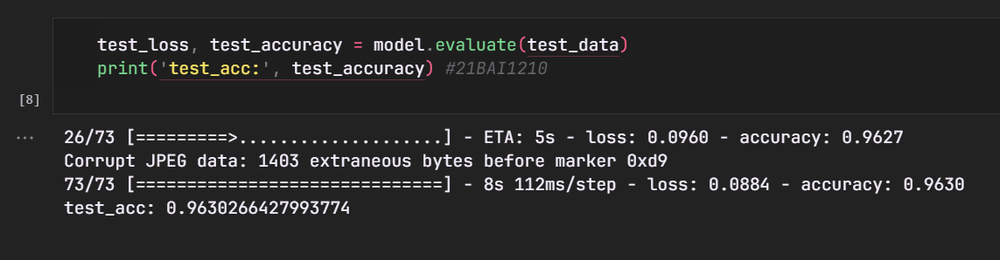 test_loss, test_accuracy = model.evaluate(test_data)
print('test_acc:', test_accuracy) #21BAI1210
[8]
...
26/73 [=========>....................] - ETA: 5s - loss: 0.0960 - accuracy: 0.9627
Corrupt JPEG data: 1403 extraneous bytes before marker 0xd9
73/73 [==============================] - 8s 112ms/step - loss: 0.0884 - accuracy: 0.9630
test_acc: 0.9630266427993774